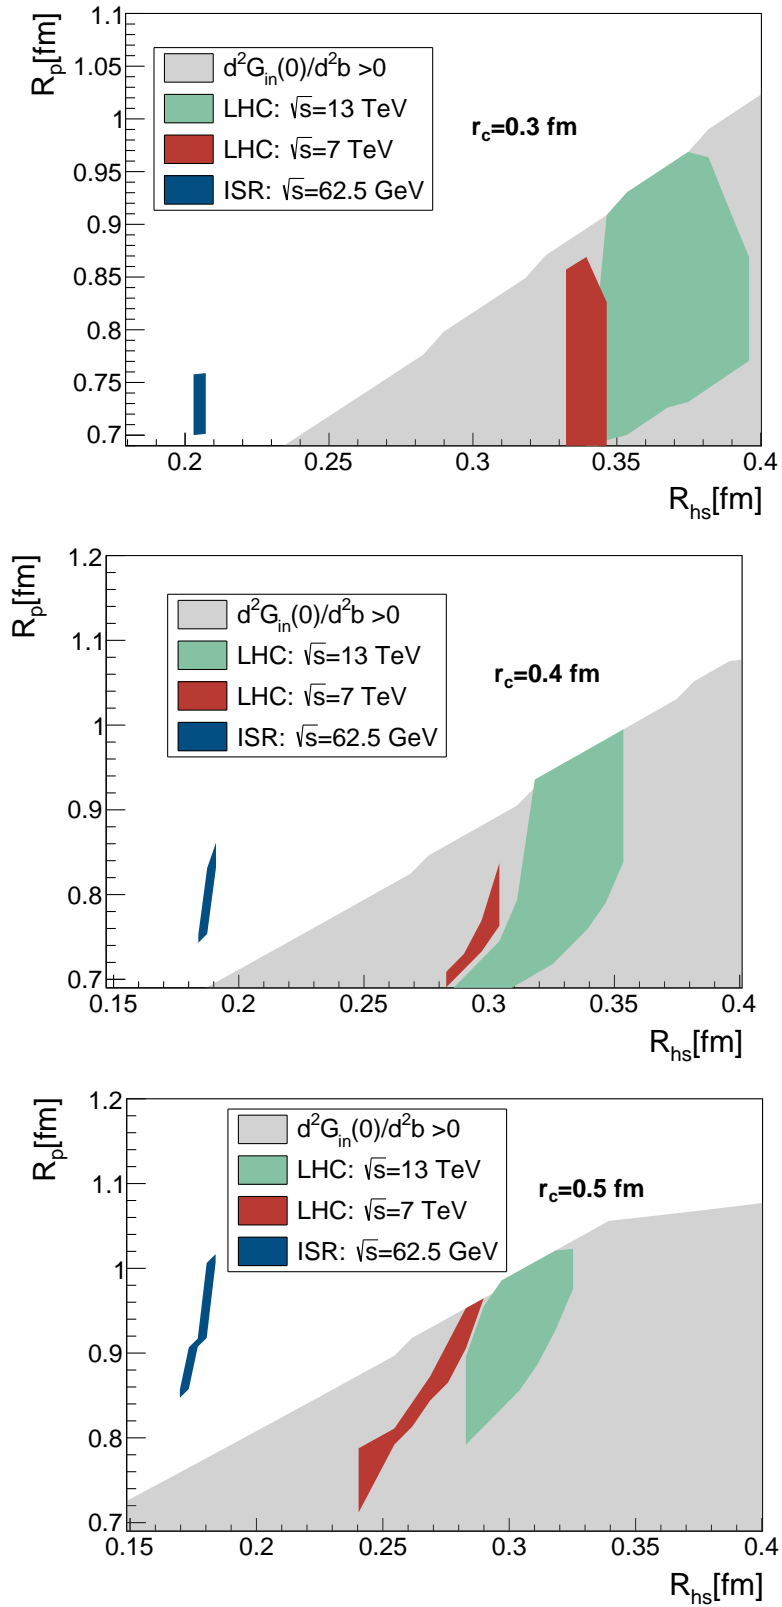 R_p[fm]
1.1
1.05
1
0.95
0.9
0.85
0.8
0.75
0.7
d²G_in(0)/d²b >0
LHC: √s=13 TeV
LHC: √s=7 TeV
ISR: √s=62.5 GeV
r_c=0.3 fm
0.2 0.25 0.3 0.35 0.4
R_hs[fm]
R_p[fm]
1.2
1.1
1
0.9
0.8
0.7
d²G_in(0)/d²b >0
LHC: √s=13 TeV
LHC: √s=7 TeV
ISR: √s=62.5 GeV
r_c=0.4 fm
0.15 0.2 0.25 0.3 0.35 0.4
R_hs[fm]
R_p[fm]
1.2
1.1
1
0.9
0.8
0.7
d²G_in(0)/d²b >0
LHC: √s=13 TeV
LHC: √s=7 TeV
ISR: √s=62.5 GeV
r_c=0.5 fm
0.15 0.2 0.25 0.3 0.35 0.4
R_hs[fm]